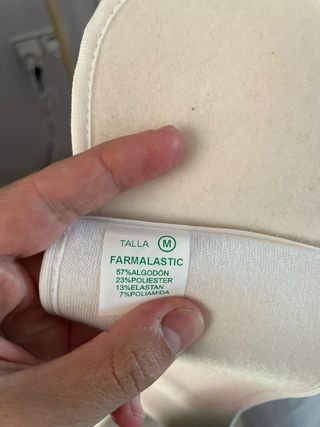 TALLA M
FARMALASTIC
57%ALGODÓN
23%POLIESTER
13%ELASTAN
7%POLIAMIDA